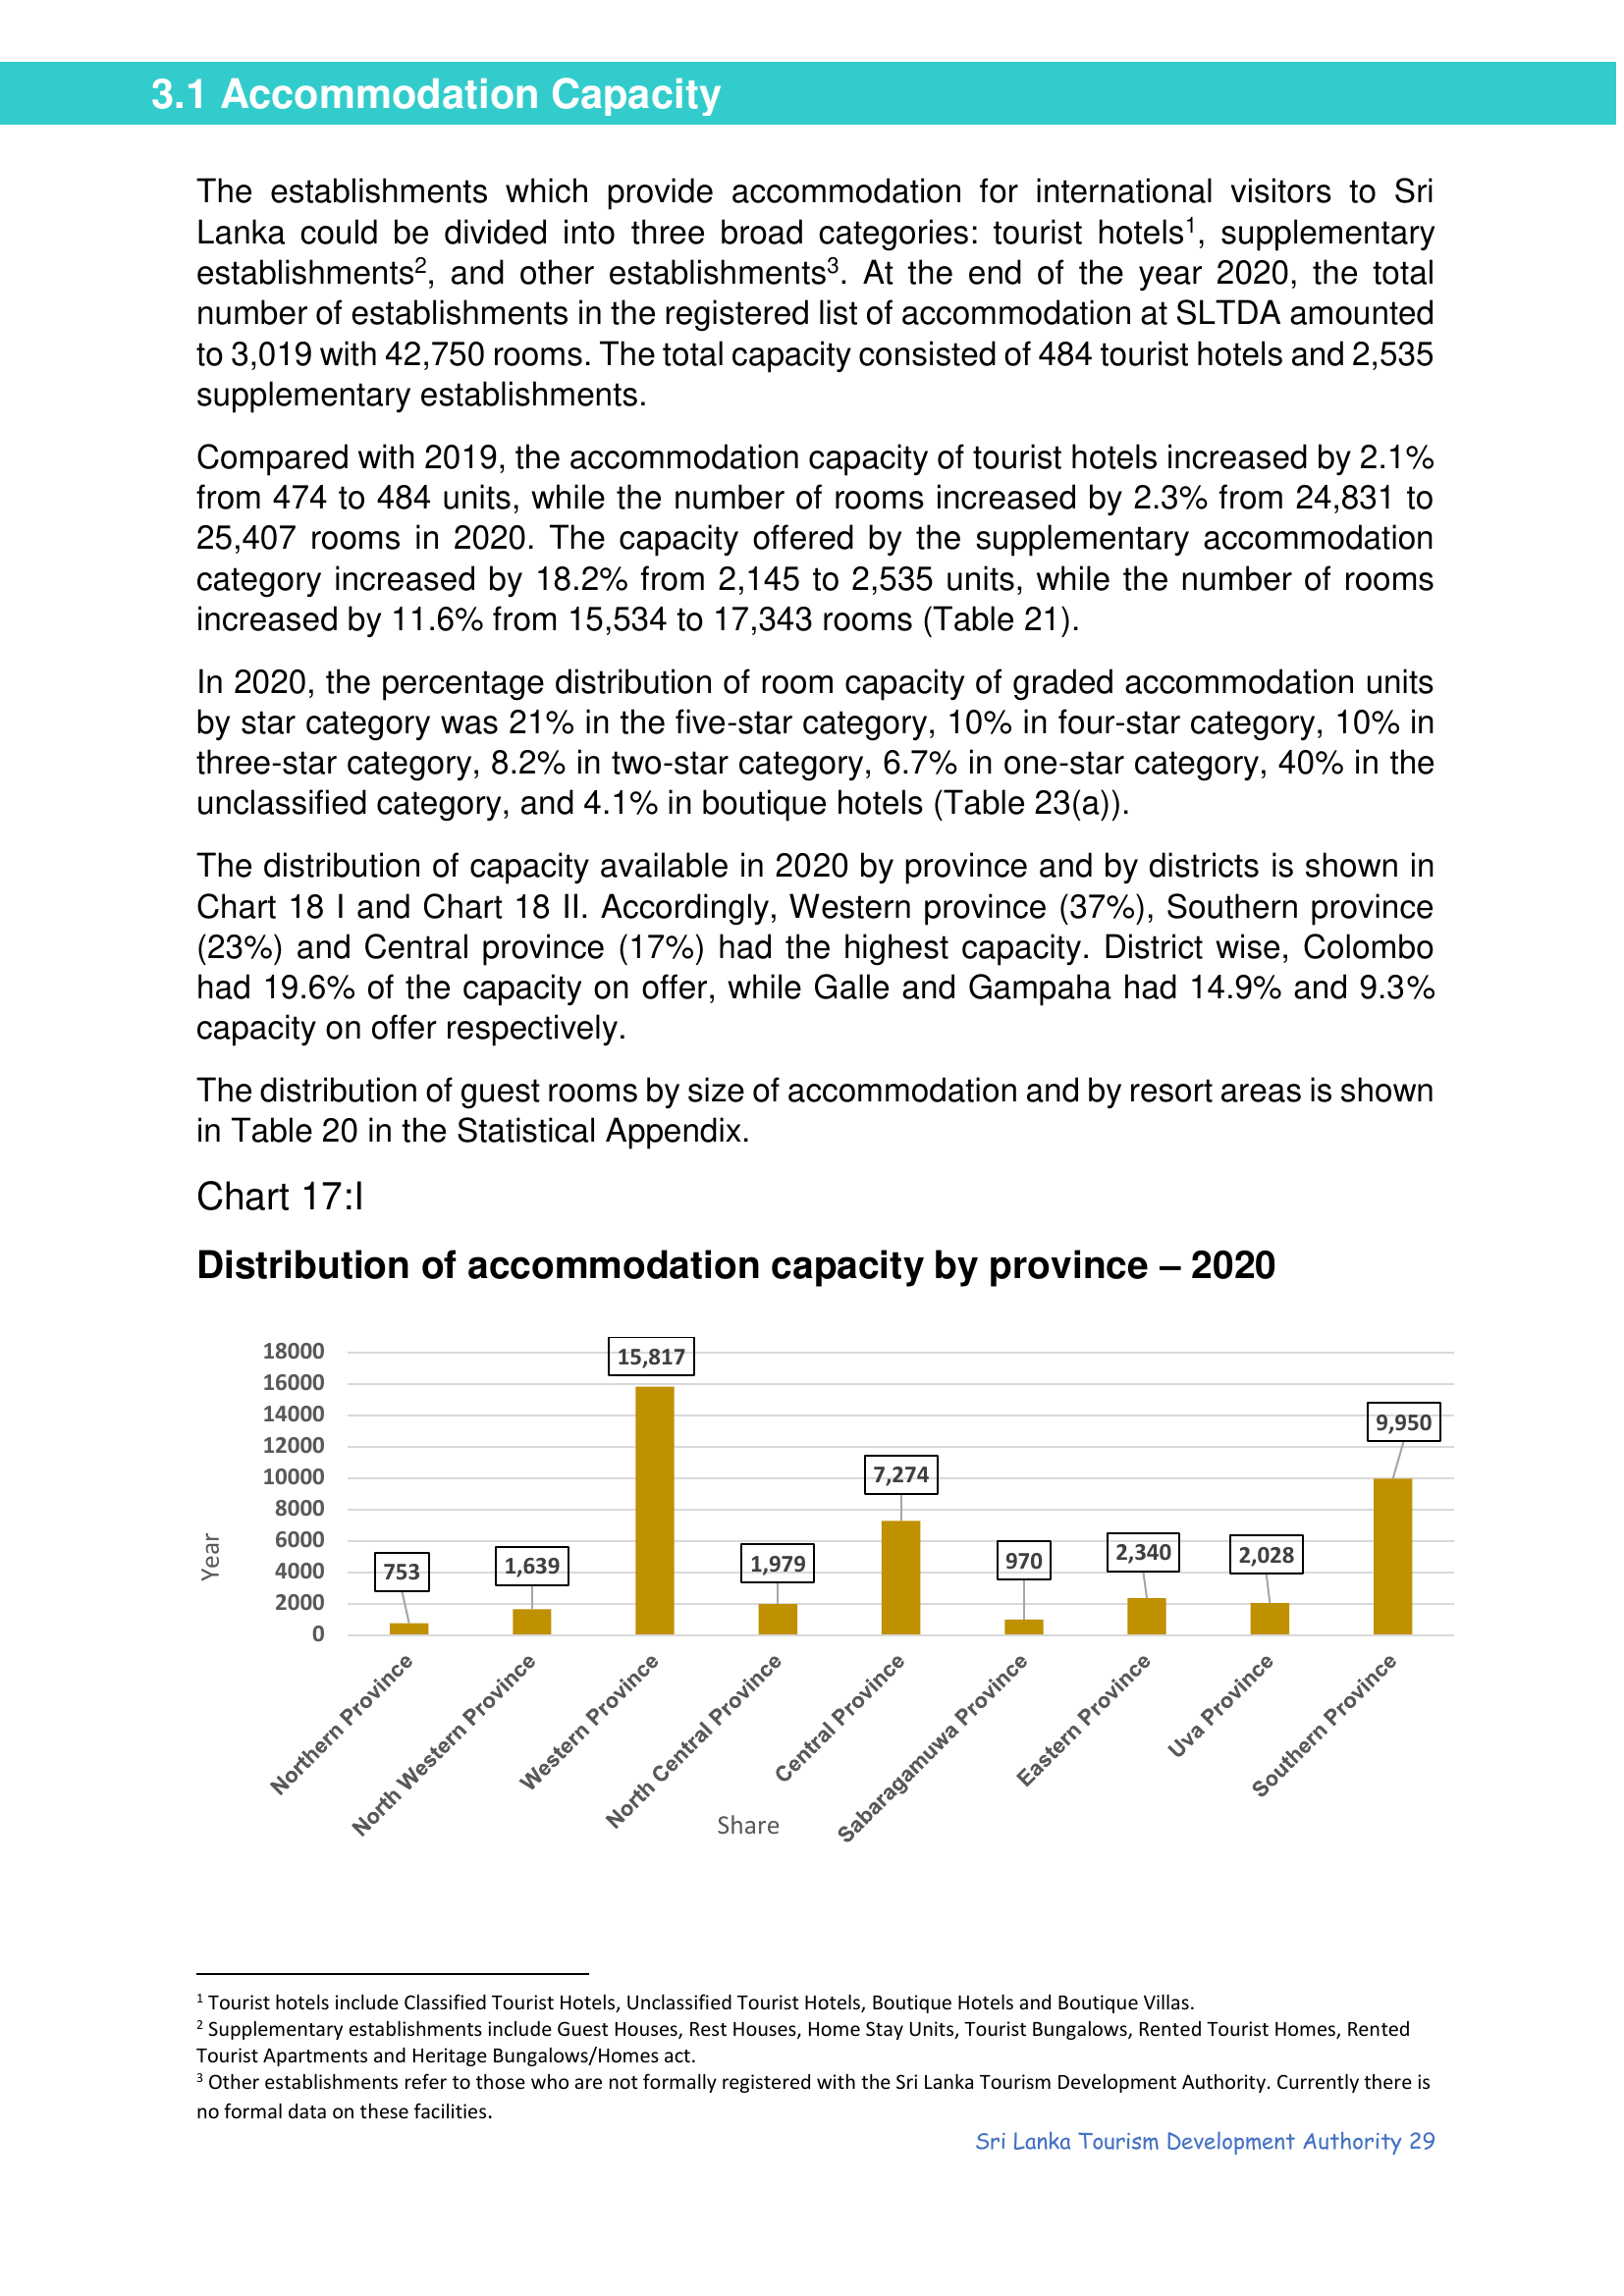 3.1 Accommodation Capacity
The establishments which provide accommodation for international visitors to Sri
Lanka could be divided into three broad categories: tourist hotels1, supplementary
establishments2, and other establishments3. At the end of the year 2020, the total
number of establishments in the registered list of accommodation at SLTDA amounted
to 3,019 with 42,750 rooms. The total capacity consisted of 484 tourist hotels and 2,535
supplementary establishments.
Compared with 2019, the accommodation capacity of tourist hotels increased by 2.1%
from 474 to 484 units, while the number of rooms increased by 2.3% from 24,831 to
25,407 rooms in 2020. The capacity offered by the supplementary accommodation
category increased by 18.2% from 2,145 to 2,535 units, while the number of rooms
increased by 11.6% from 15,534 to 17,343 rooms (Table 21).
In 2020, the percentage distribution of room capacity of graded accommodation units
by star category was 21% in the five-star category, 10% in four-star category, 10% in
three-star category, 8.2% in two-star category, 6.7% in one-star category, 40% in the
unclassified category, and 4.1% in boutique hotels (Table 23(a)).
The distribution of capacity available in 2020 by province and by districts is shown in
Chart 18 I and Chart 18 II. Accordingly, Western province (37%), Southern province
(23%) and Central province (17%) had the highest capacity. District wise, Colombo
had 19.6% of the capacity on offer, while Galle and Gampaha had 14.9% and 9.3%
capacity on offer respectively.
The distribution of guest rooms by size of accommodation and by resort areas is shown
in Table 20 in the Statistical Appendix.
Chart 17:I
Distribution of accommodation capacity by province – 2020
18000
16000
14000
12000
10000
8000
6000
4000
2000
0
Year
753
1,639
15,817
1,979
7,274
970
2,340
2,028
9,950
Northern Province
North Western Province
Western Province
North Central Province
Central Province
Sabaragamuwa Province
Eastern Province
Uva Province
Southern Province
Share
1 Tourist hotels include Classified Tourist Hotels, Unclassified Tourist Hotels, Boutique Hotels and Boutique Villas.
2 Supplementary establishments include Guest Houses, Rest Houses, Home Stay Units, Tourist Bungalows, Rented Tourist Homes, Rented
Tourist Apartments and Heritage Bungalows/Homes act.
3 Other establishments refer to those who are not formally registered with the Sri Lanka Tourism Development Authority. Currently there is
no formal data on these facilities.
Sri Lanka Tourism Development Authority 29